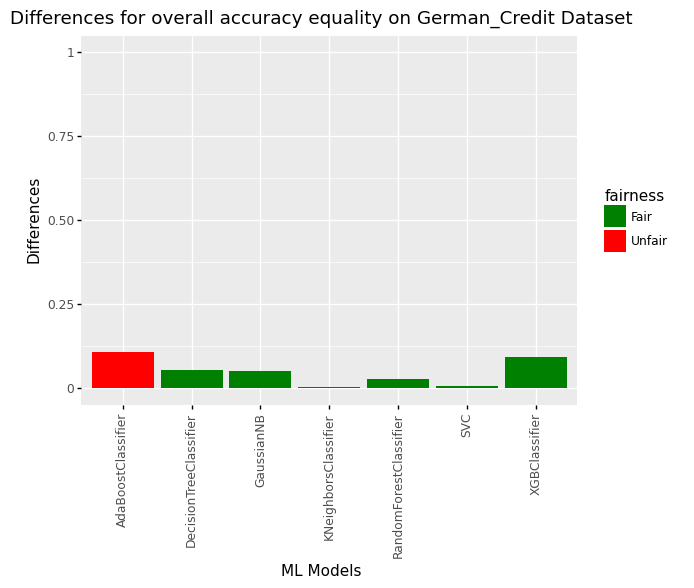 Differences for overall accuracy equality on German_Credit Dataset
1
0.75
0.50
0.25
0
Differences
AdaBoostClassifier
DecisionTreeClassifier
GaussianNB
KNeighborsClassifier
RandomForestClassifier
SVC
XGBClassifier
ML Models
fairness
Fair
Unfair